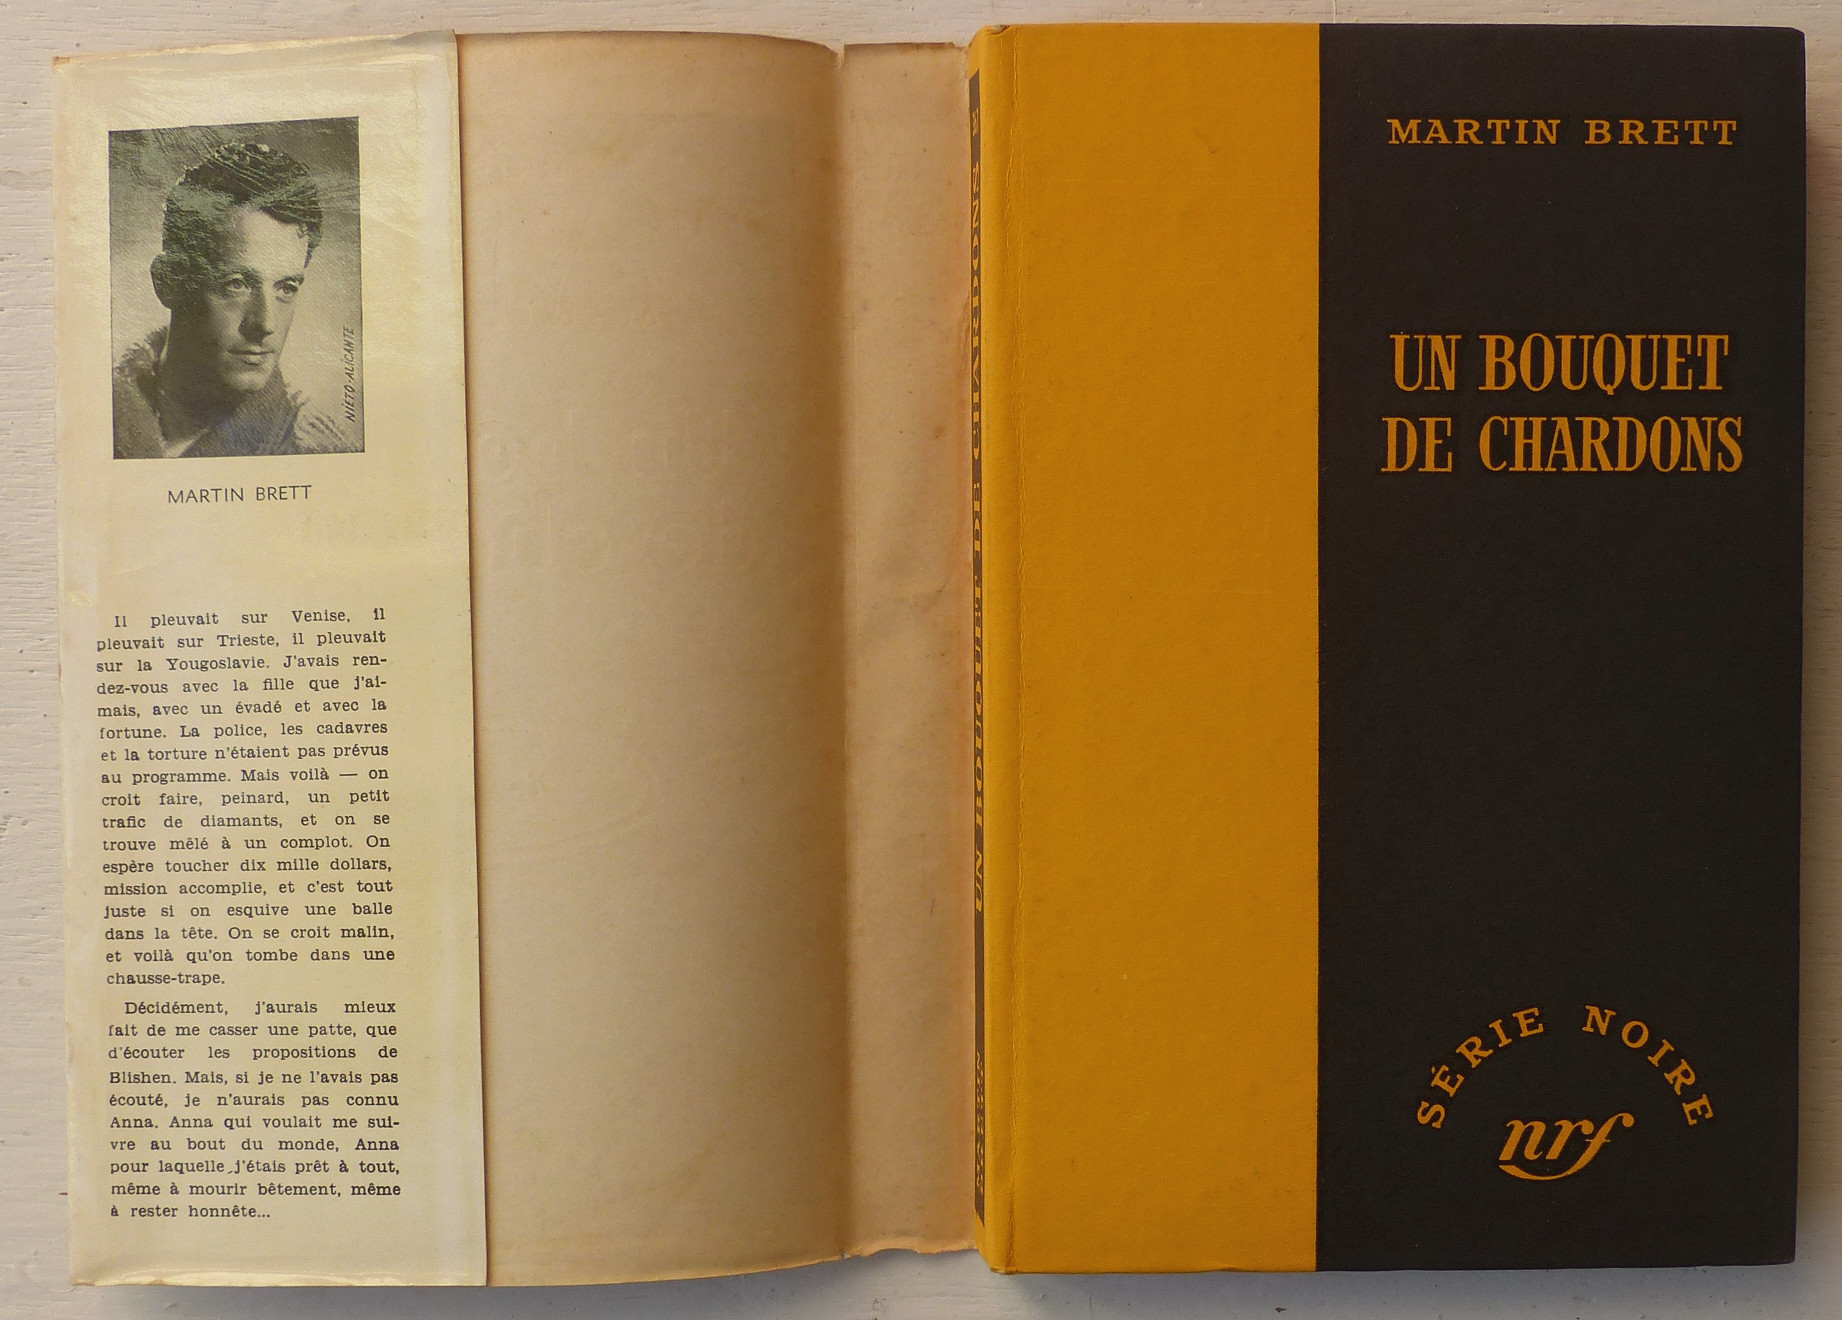 NIETO-ALICANTE
MARTIN BRETT
Il pleuvait sur Venise, il
pleuvait sur Trieste, il pleuvait
sur la Yougoslavie. J'avais ren-
dez-vous avec la fille que j'ai-
mais, avec un évadé et avec la
fortune. La police, les cadavres
et la torture n'étaient pas prévus
au programme. Mais voilà — on
croit faire, peinard, un petit
trafic de diamants, et on se
trouve mêlé à un complot. On
espère toucher dix mille dollars,
mission accomplie, et c'est tout
juste si on esquive une balle
dans la tête. On se croit malin,
et voilà qu'on tombe dans une
chausse-trape.
Décidément, j'aurais mieux
fait de me casser une patte, que
d'écouter les propositions de
Blishen. Mais, si je ne l'avais pas
écouté, je n'aurais pas connu
Anna. Anna qui voulait me sui-
vre au bout du monde, Anna
pour laquelle j'étais prêt à tout,
même à mourir bêtement, même
à rester honnête...
UN BOUQUET DE CHARDONS
MARTIN BRETT
UN BOUQUET
DE CHARDONS
SÉRIE NOIRE
nrf